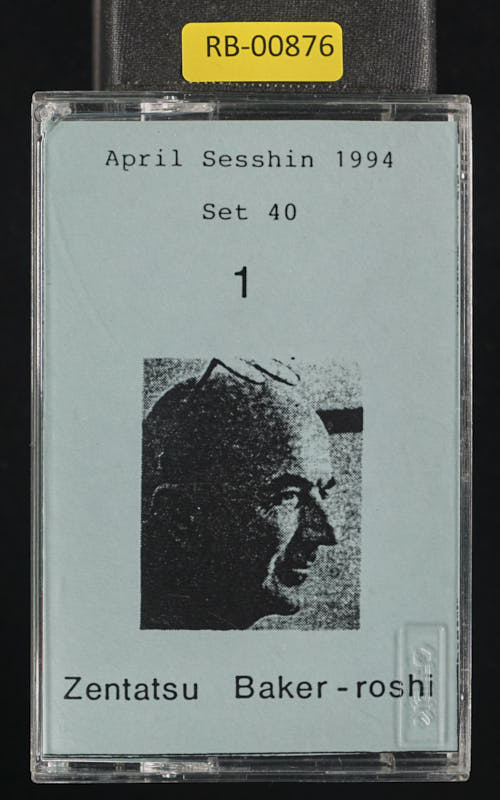 RB-00876
April Sesshin 1994
Set 40
1
Zentatsu Baker-roshi